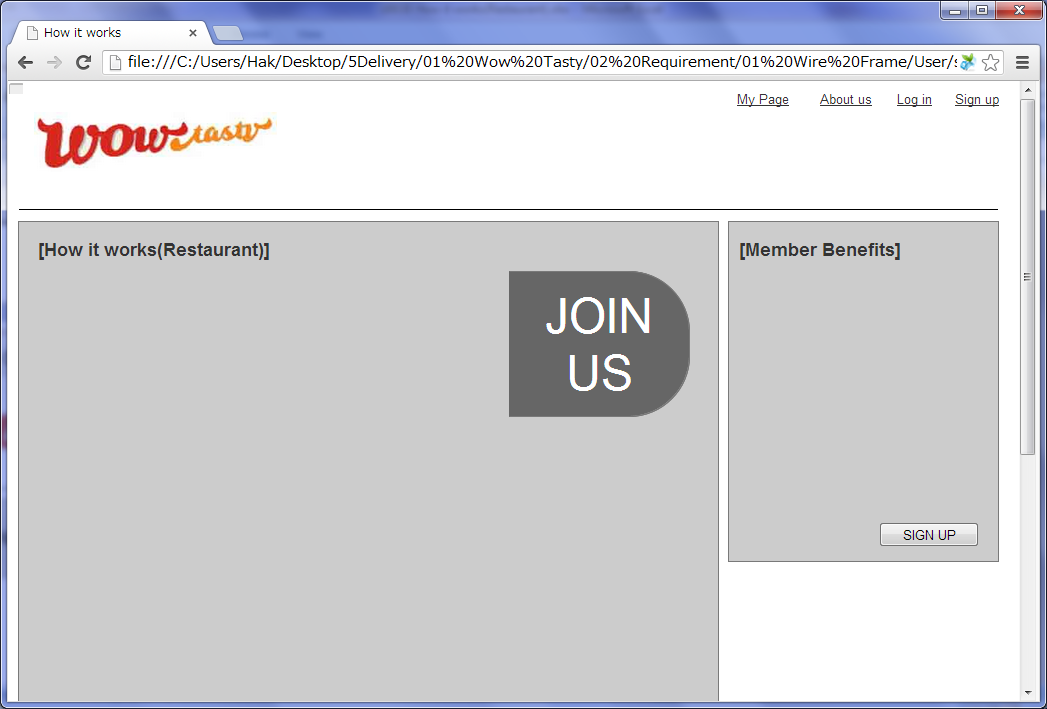 How it works
file:///C:/Users/Hak/Desktop/5Delivery/01%20Wow%20Tasty/02%20Requirement/01%20Wire%20Frame/User/s
My Page About us Log in Sign up
wow tasty
[How it works(Restaurant)]
JOIN
US
[Member Benefits]
SIGN UP